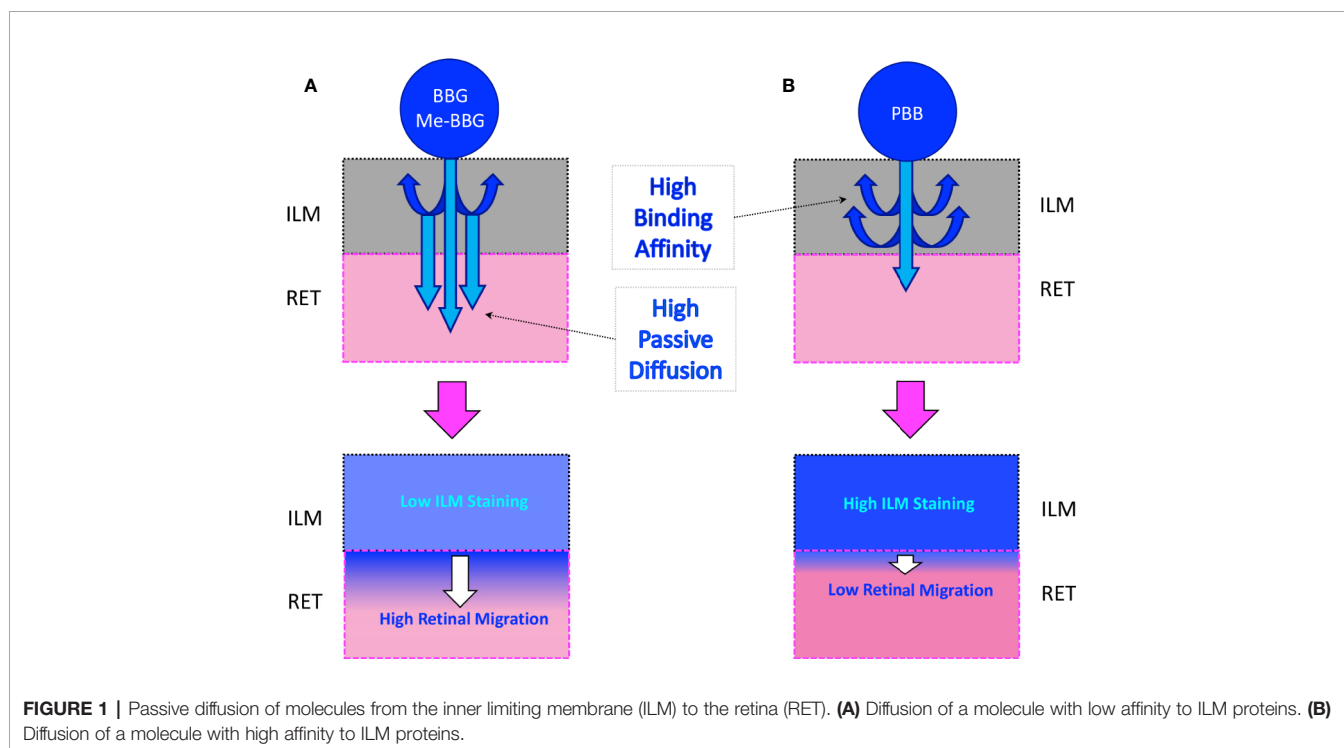 A
BBG
Me-BBG
ILM
RET
High
Binding
Affinity
High
Passive
Diffusion
B
PBB
ILM
RET
ILM
Low ILM Staining
RET
High Retinal Migration
High ILM Staining
ILM
Low Retinal Migration
RET
FIGURE 1 | Passive diffusion of molecules from the inner limiting membrane (ILM) to the retina (RET). (A) Diffusion of a molecule with low affinity to ILM proteins. (B)
Diffusion of a molecule with high affinity to ILM proteins.